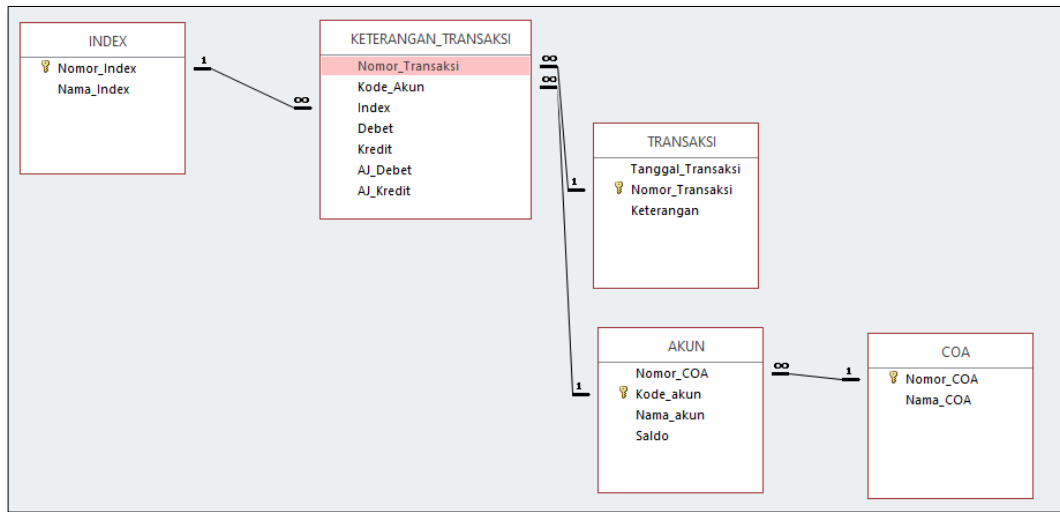 INDEX
Nomor_Index
Nama_Index
1
∞
KETERANGAN_TRANSAKSI
Nomor_Transaksi
Kode_Akun
Index
Debet
Kredit
AJ_Debet
AJ_Kredit
∞
∞
TRANSAKSI
Tanggal_Transaksi
1
Nomor_Transaksi
Keterangan
AKUN
Nomor_COA
1
Kode_akun
Nama_akun
Saldo
∞
1
COA
Nomor_COA
Nama_COA